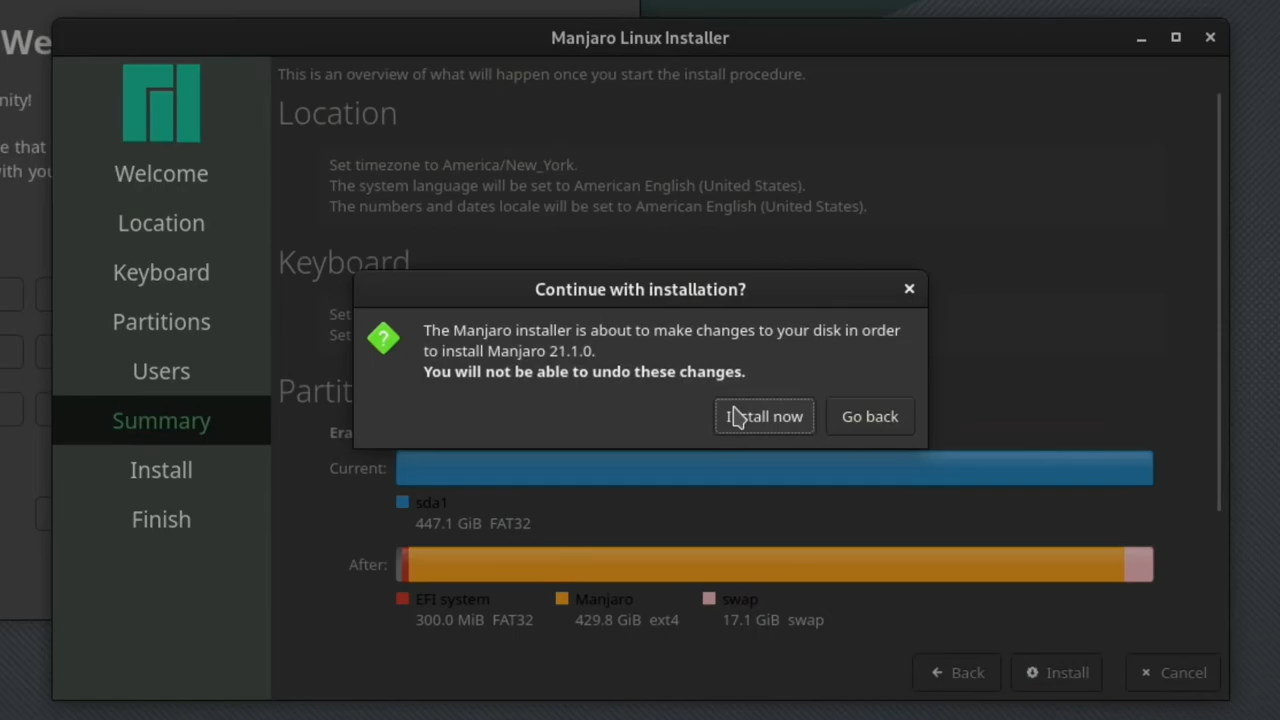 We
nity!
e that
ith you
Manjaro Linux Installer
Welcome
Location
Keyboard
Partitions
Users
Summary
Install
Finish
This is an overview of what will happen once you start the install procedure.
Location
Set timezone to America/New_York.
The system language will be set to American English (United States).
The numbers and dates locale will be set to American English (United States).
Keyboard
Set
Set
Continue with installation?
The Manjaro installer is about to make changes to your disk in order
to install Manjaro 21.1.0.
You will not be able to undo these changes.
Install now
Go back
Partit
Era
Current:
sda1
447.1 GiB FAT32
After:
EFI system
300.0 MiB FAT32
Manjaro
429.8 GiB ext4
swap
17.1 GiB swap
Back
Install
Cancel